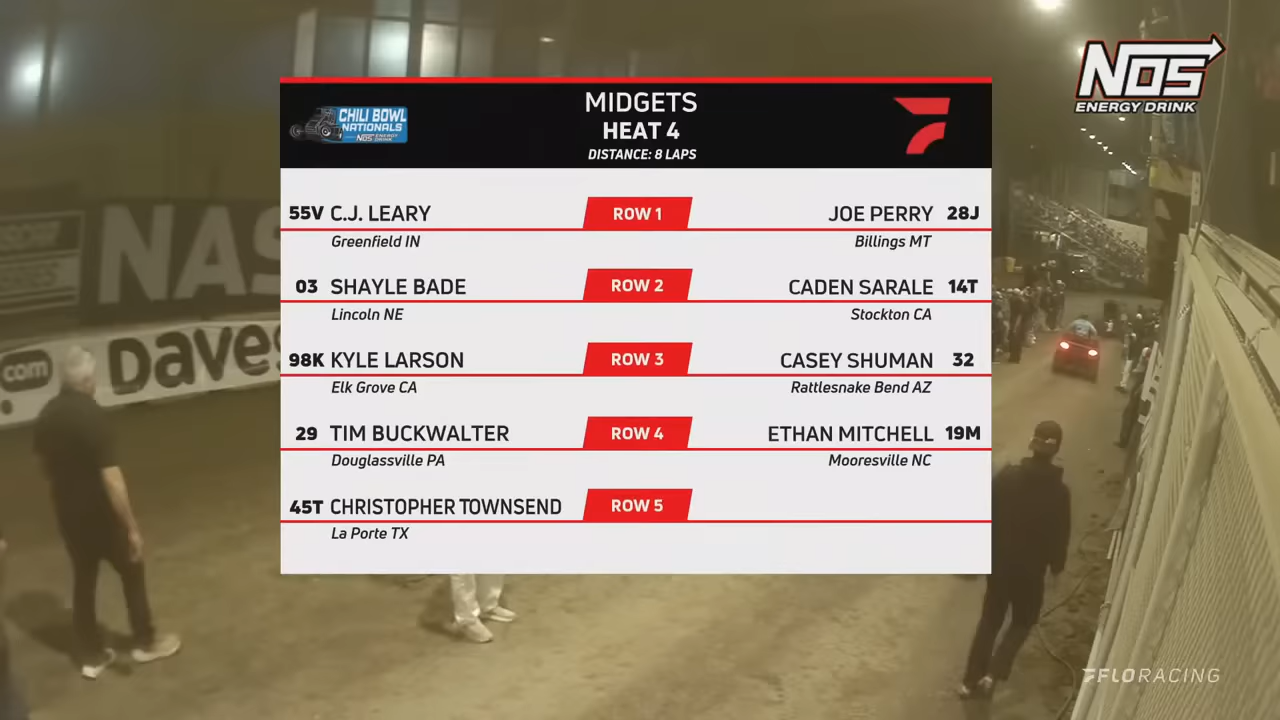 NOS
ENERGY DRINK
CHILI BOWL
NATIONALS
NOS ENERGY DRINK
MIDGETS
HEAT 4
DISTANCE: 8 LAPS
55V C.J. LEARY ROW 1 JOE PERRY 28J
Greenfield IN Billings MT
03 SHAYLE BADE ROW 2 CADEN SARALE 14T
Lincoln NE Stockton CA
98K KYLE LARSON ROW 3 CASEY SHUMAN 32
Elk Grove CA Rattlesnake Bend AZ
29 TIM BUCKWALTER ROW 4 ETHAN MITCHELL 19M
Douglassville PA Mooresville NC
45T CHRISTOPHER TOWNSEND ROW 5
La Porte TX
NAS
com Daves
FLORACING